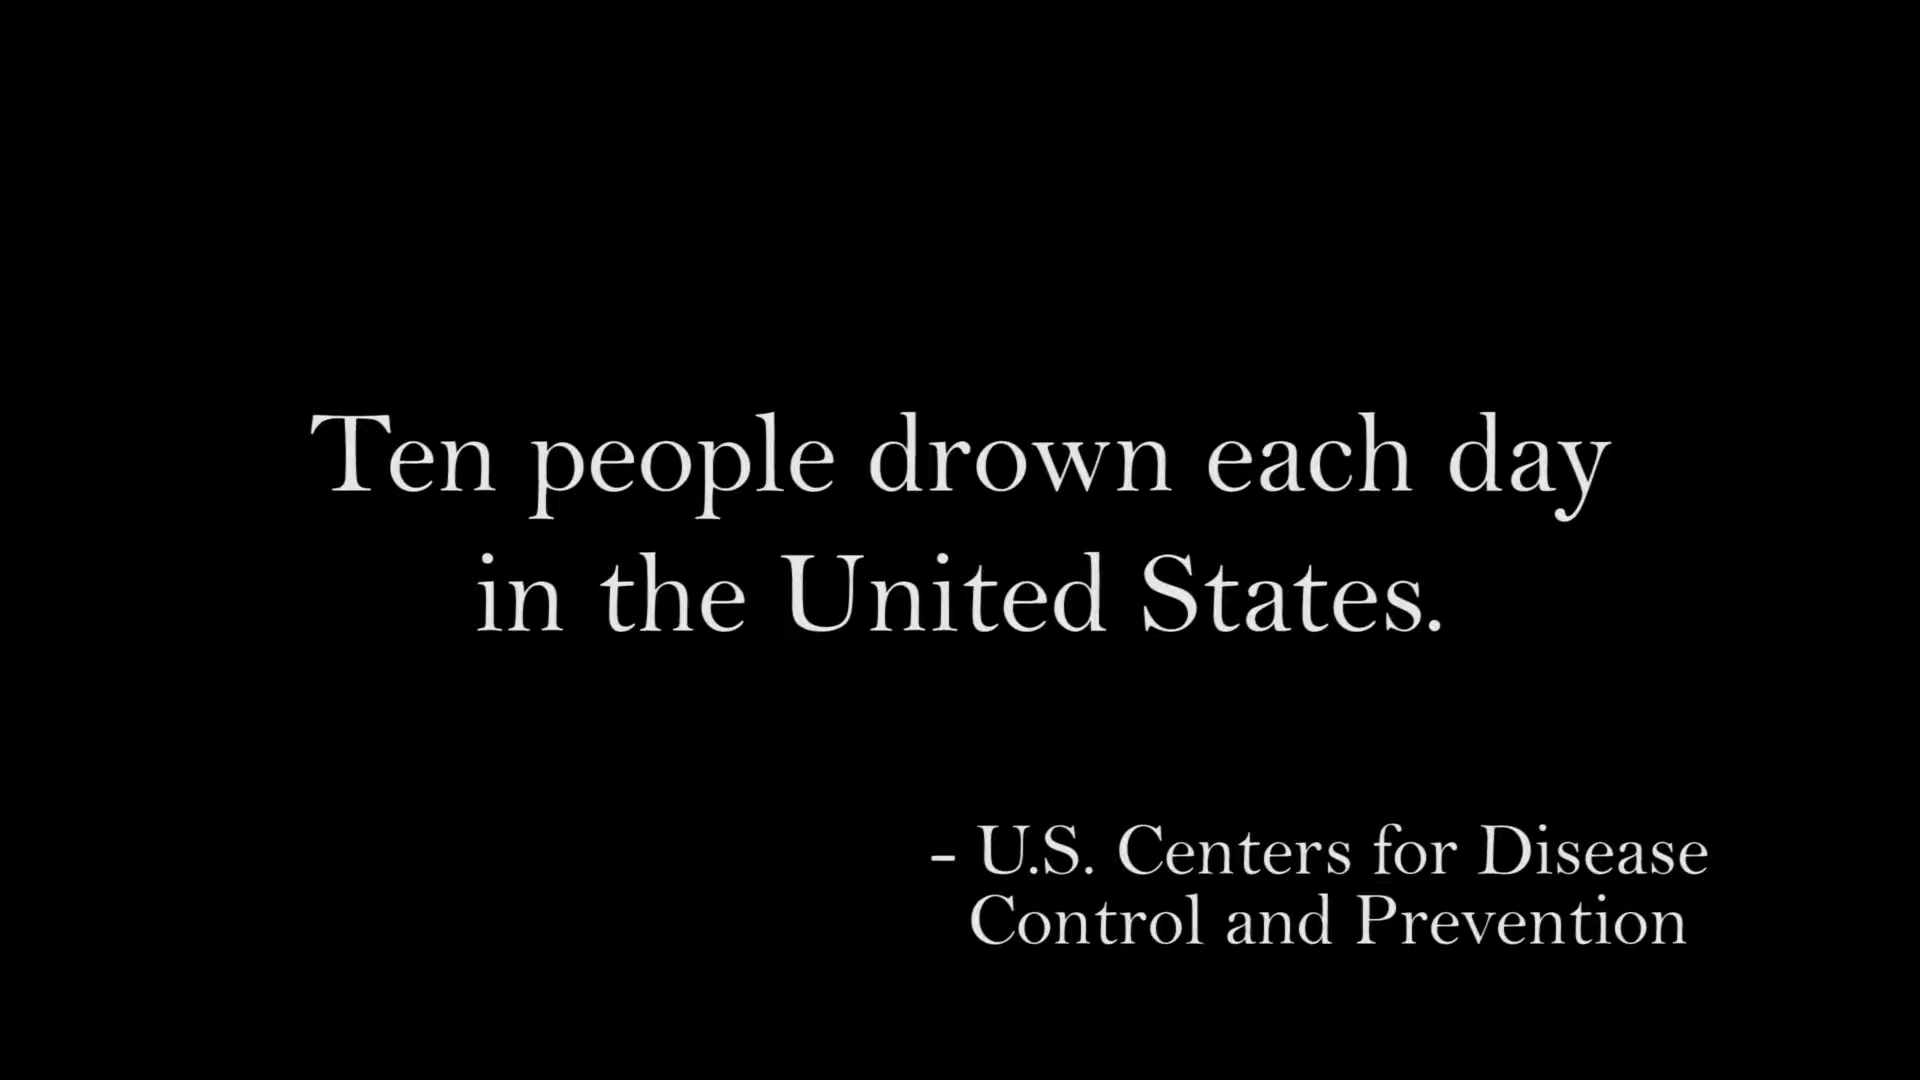 Ten people drown each day
in the United States.
- U.S. Centers for Disease
Control and Prevention